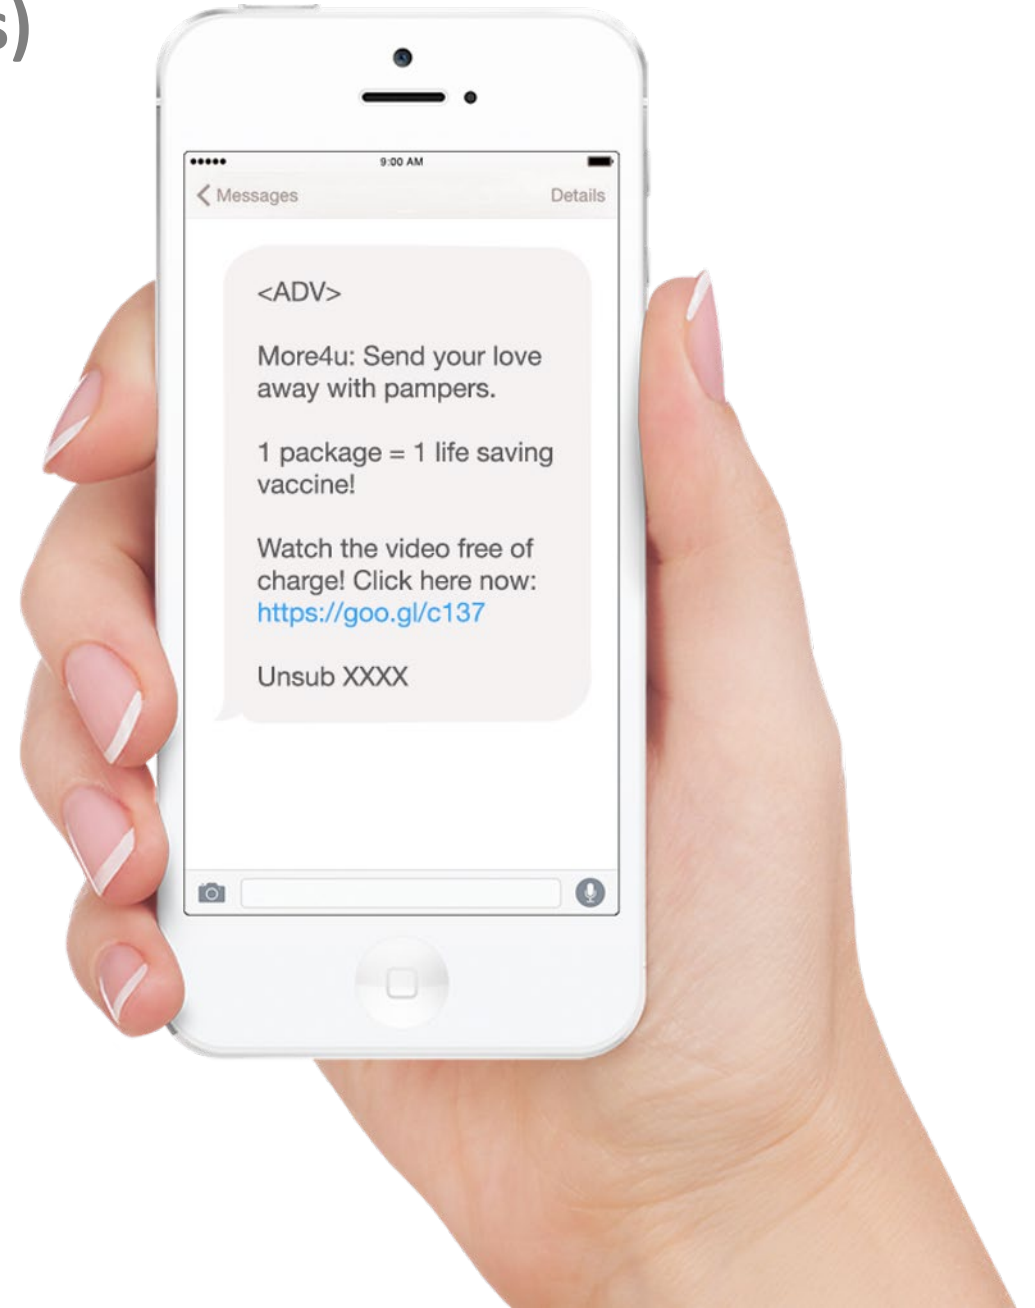 s)
9:00 AM
Messages
Details
<ADV>
More4u: Send your love
away with pampers.
1 package = 1 life saving
vaccine!
Watch the video free of
charge! Click here now:
https://goo.gl/c137
Unsub XXXX